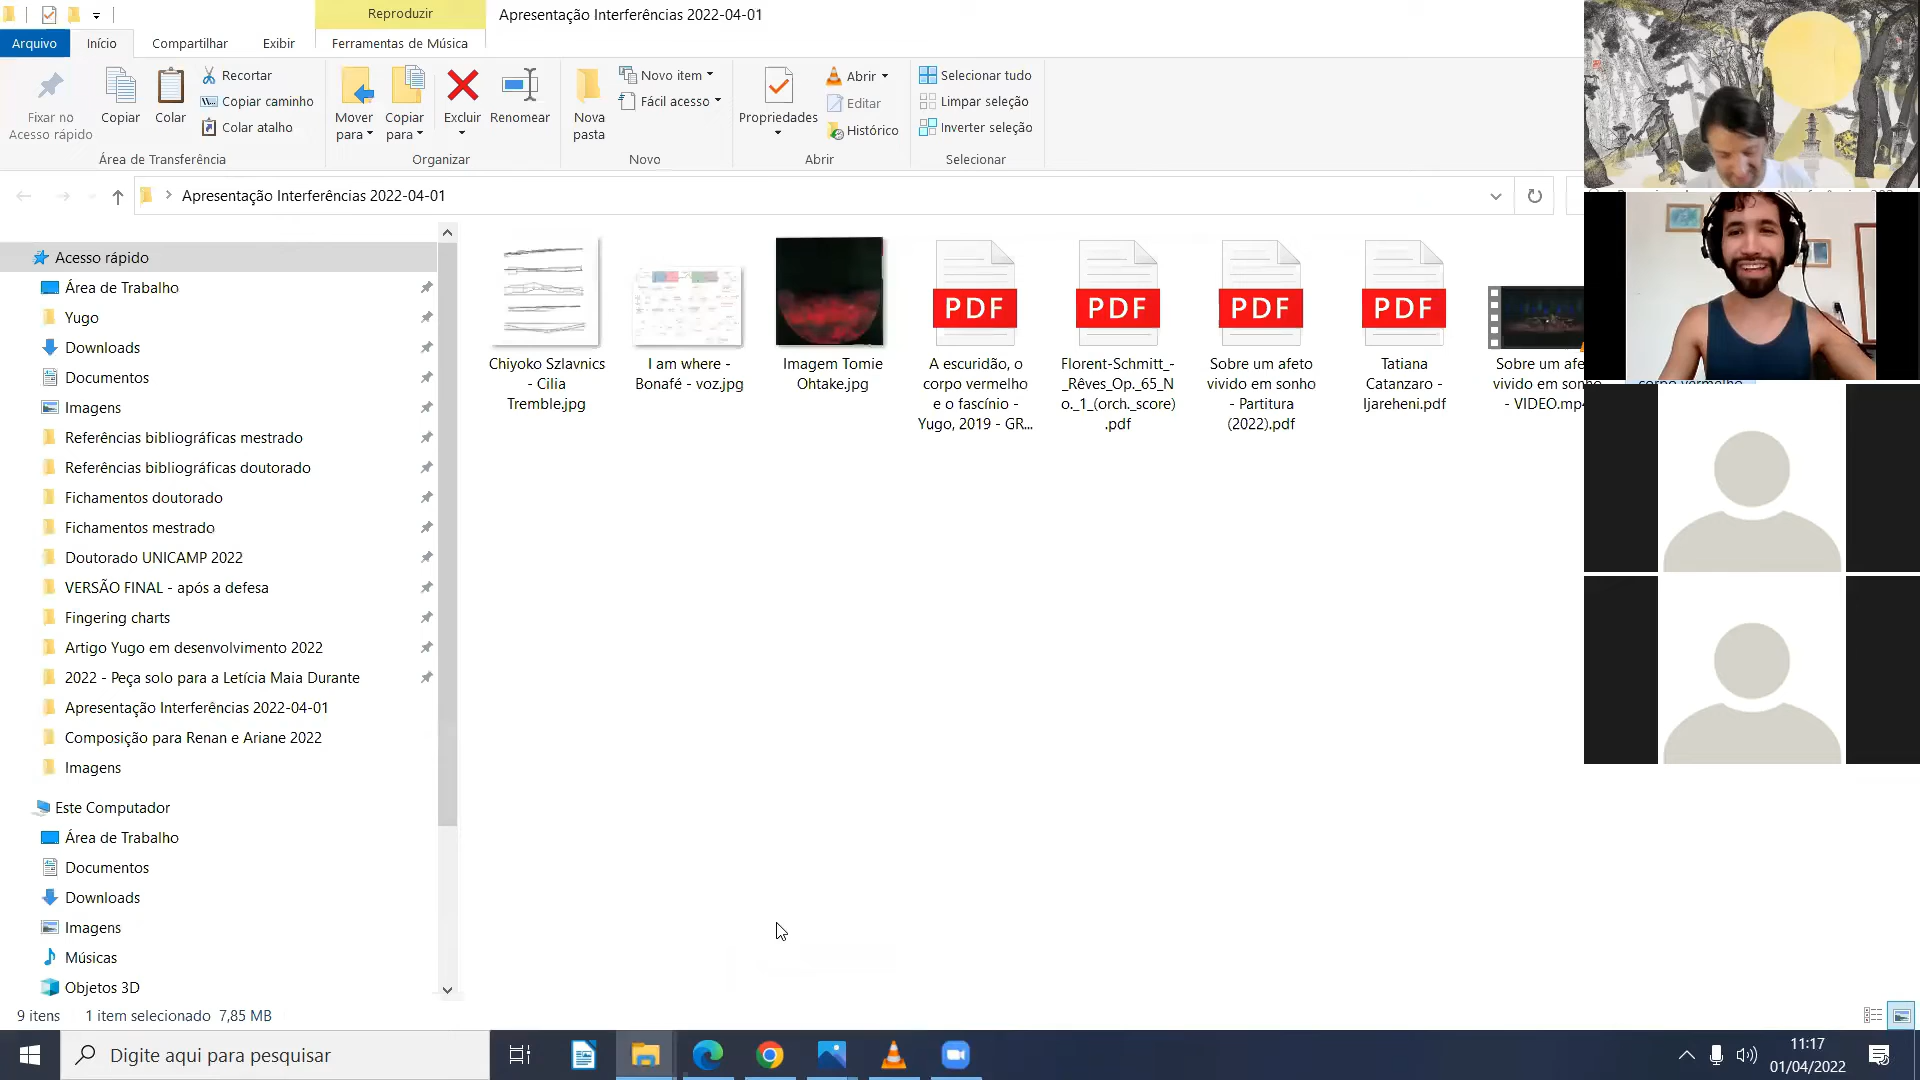 Reproduzir
Apresentação Interferências 2022-04-01
Arquivo
Início
Compartilhar
Exibir
Ferramentas de Música
Fixar no
Acesso rápido
Copiar
Colar
Recortar
Copiar caminho
Colar atalho
Área de Transferência
Mover
para
Copiar
para
Excluir
Renomear
Organizar
Nova
pasta
Novo item
Fácil acesso
Novo
Propriedades
Abrir
Editar
Histórico
Abrir
Selecionar tudo
Limpar seleção
Inverter seleção
Selecionar
Apresentação Interferências 2022-04-01
Acesso rápido
Área de Trabalho
Yugo
Downloads
Documentos
Imagens
Referências bibliográficas mestrado
Referências bibliográficas doutorado
Fichamentos doutorado
Fichamentos mestrado
Doutorado UNICAMP 2022
VERSÃO FINAL - após a defesa
Fingering charts
Artigo Yugo em desenvolvimento 2022
2022 - Peça solo para a Letícia Maia Durante
Apresentação Interferências 2022-04-01
Composição para Renan e Ariane 2022
Imagens
Este Computador
Área de Trabalho
Documentos
Downloads
Imagens
Músicas
Objetos 3D
Chiyoko Szlavnics
- Cilia
Tremble.jpg
I am where -
Bonafé - voz.jpg
Imagem Tomie
Ohtake.jpg
PDF
A escuridão, o
corpo vermelho
e o fascínio -
Yugo, 2019 - GR...
PDF
Florent-Schmitt_-
_Rêves_Op._65_N
o._1_(orch._score)
.pdf
PDF
Sobre um afeto
vivido em sonho
- Partitura
(2022).pdf
PDF
Tatiana
Catanzaro -
Ijareheni.pdf
Sobre um afe
vivido em sonho
- VIDEO.mp4
corpo vermelho
9 itens
1 item selecionado 7,85 MB
Digite aqui para pesquisar
11:17
01/04/2022